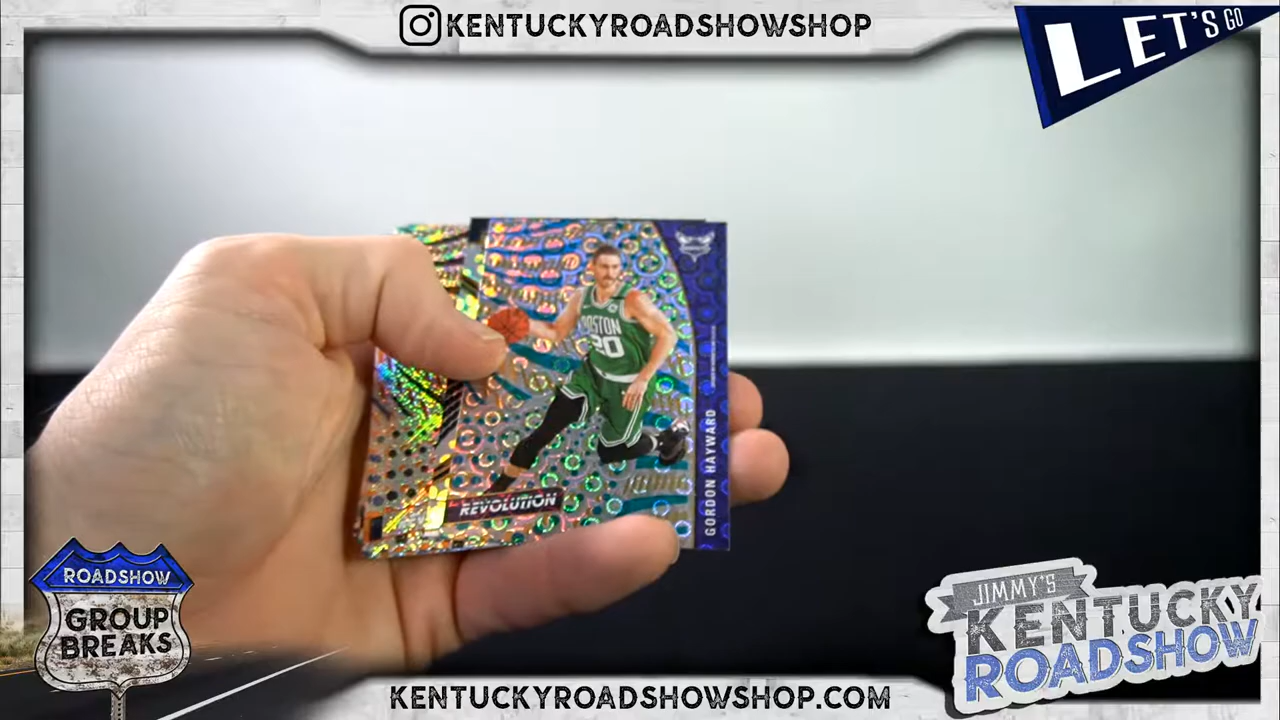 KENTUCKYROADSHOWSHOP
LET'S GO
BOSTON
20
GORDON HAYWARD
REVOLUTION
ROADSHOW
GROUP
BREAKS
JIMMY'S
KENTUCKY
ROADSHOW
KENTUCKYROADSHOWSHOP.COM